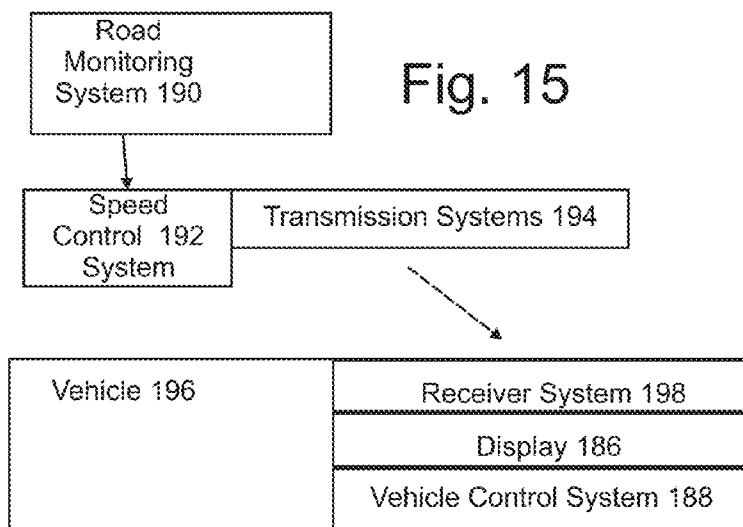 Road
Monitoring
System 190
Fig. 15
Speed
Control 192
System
Transmission Systems 194
Vehicle 196
Receiver System 198
Display 186
Vehicle Control System 188